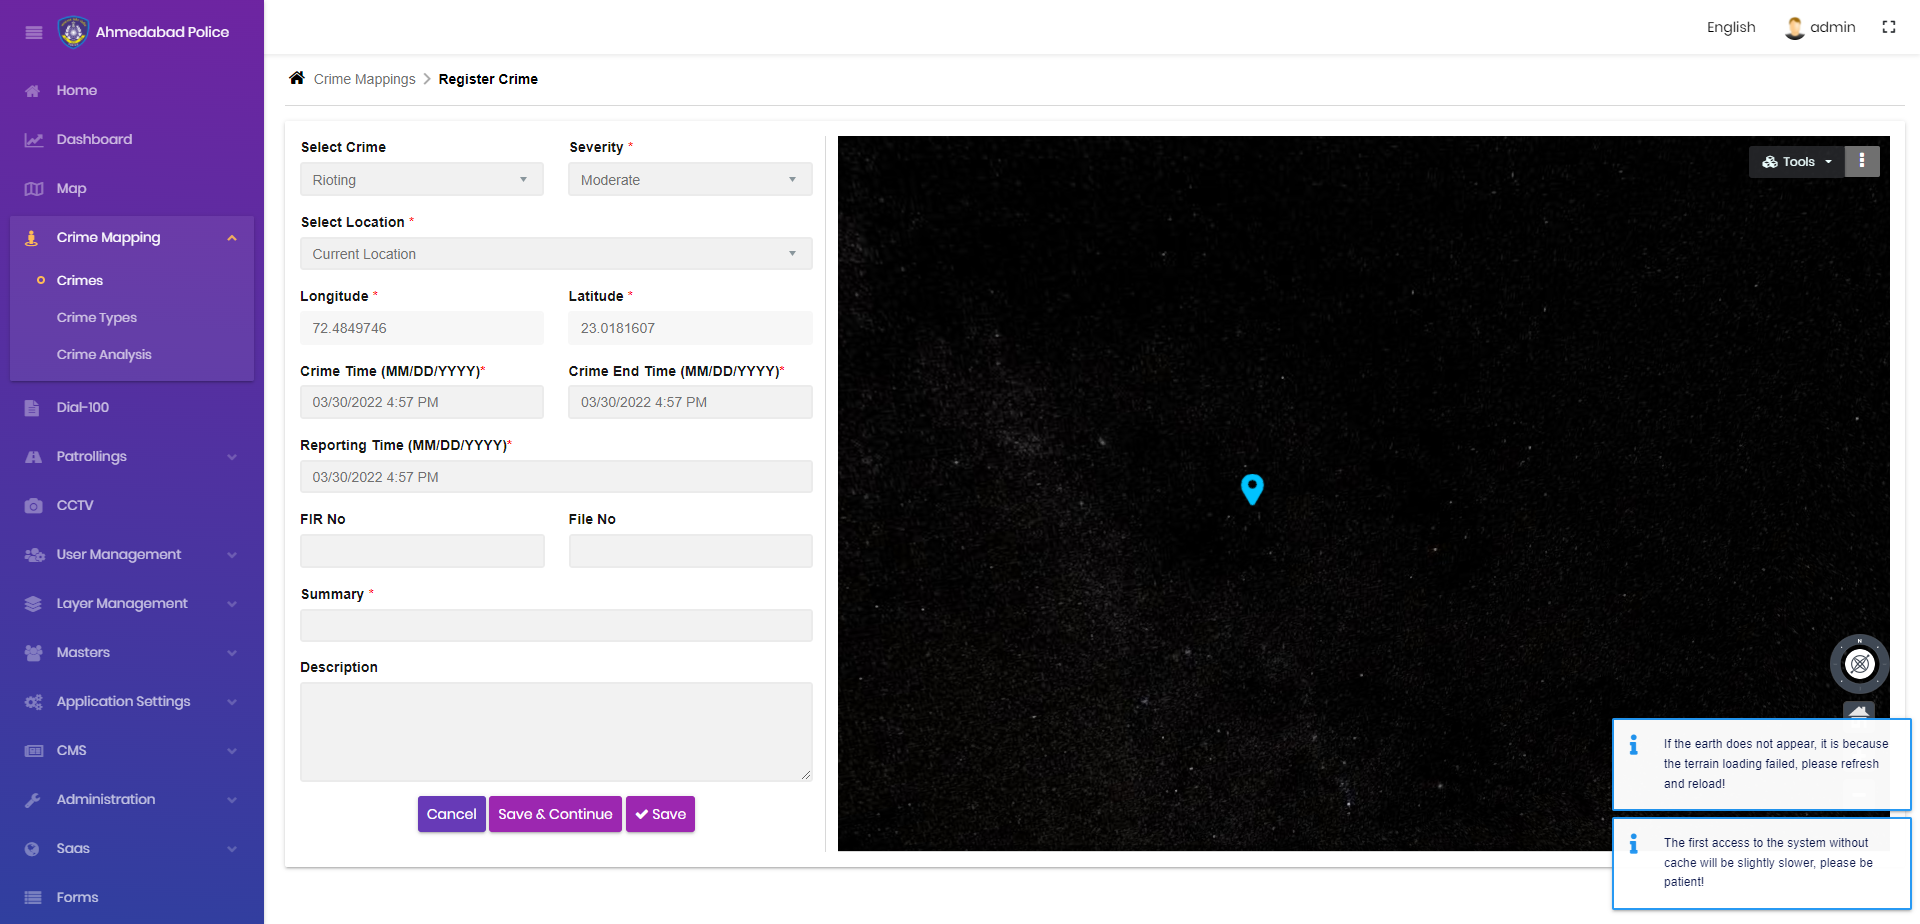 Ahmedabad Police
English
admin
Home
Dashboard
Map
Crime Mapping
Crimes
Crime Types
Crime Analysis
Dial-100
Patrollings
CCTV
User Management
Layer Management
Masters
Application Settings
CMS
Administration
Saas
Forms
Crime Mappings
Register Crime
Select Crime
Severity *
Rioting
Moderate
Select Location *
Current Location
Longitude *
Latitude *
72.4849746
23.0181607
Crime Time (MM/DD/YYYY)*
Crime End Time (MM/DD/YYYY)*
03/30/2022 4:57 PM
03/30/2022 4:57 PM
Reporting Time (MM/DD/YYYY)*
03/30/2022 4:57 PM
FIR No
File No
Summary *
Description
Cancel
Save & Continue
Save
Tools
N
If the earth does not appear, it is because
the terrain loading failed, please refresh
and reload!
The first access to the system without
cache will be slightly slower, please be
patient!